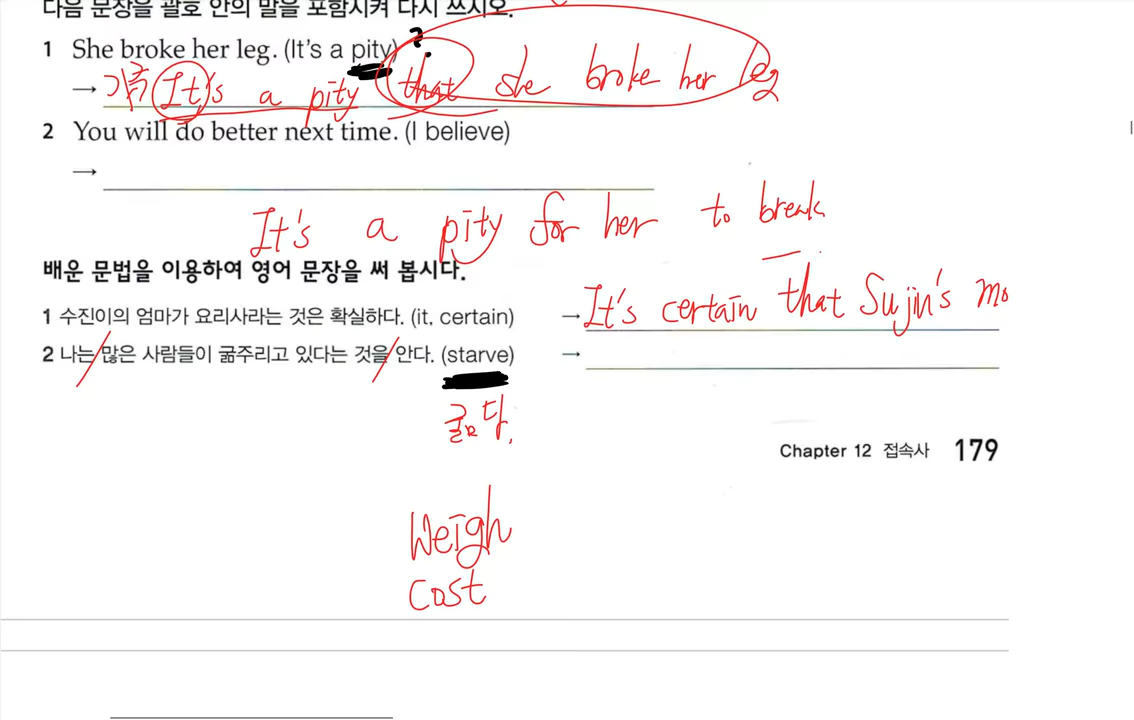 다음 문장을 괄호 안의 말을 포함시켜 다시 쓰시오.
1 She broke her leg. (It's a pity) ?
→ 가주 It's a pity that she broke her leg
2 You will do better next time. (I believe)
→
It's a pity for her to break
배운 문법을 이용하여 영어 문장을 써 봅시다.
1 수진이의 엄마가 요리사라는 것은 확실하다. (it, certain) → It's certain that Sujin's mo
2 나는 많은 사람들이 굶주리고 있다는 것을 안다. (starve) →
굶다.
Chapter 12 접속사 179
Weigh
cost